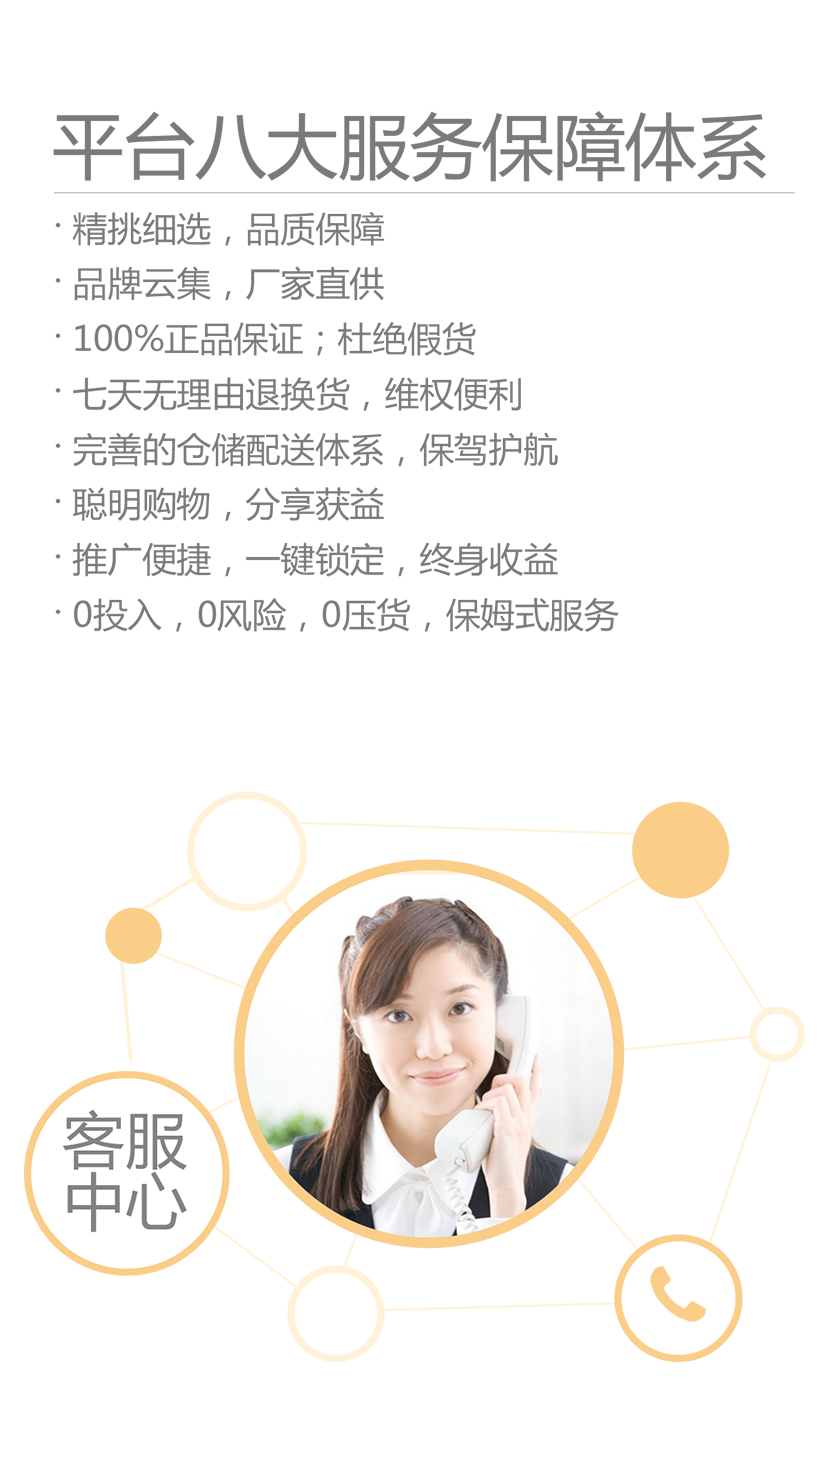 平台八大服务保障体系
· 精挑细选，品质保障
· 品牌云集，厂家直供
· 100%正品保证；杜绝假货
· 七天无理由退换货，维权便利
· 完善的仓储配送体系，保驾护航
· 聪明购物，分享获益
· 推广便捷，一键锁定，终身收益
· 0投入，0风险，0压货，保姆式服务
客服
中心